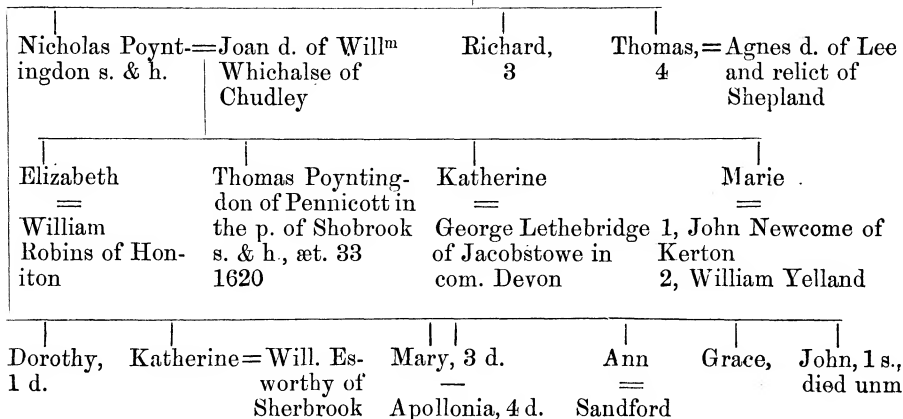 Nicholas Poynt-=Joan d. of Will^m Richard, Thomas,=Agnes d. of Lee
ingdon s. & h. Whichalse of 3 4 and relict of
Chudley Shepland
Elizabeth Thomas Poynting- Katherine Marie
= don of Pennicott in = =
William the p. of Shobrook George Lethebridge 1, John Newcome of
Robins of Hon- s. & h., æt. 33 of Jacobstowe in Kerton
iton 1620 com. Devon 2, William Yelland
Dorothy, Katherine=Will. Es- Mary, 3 d. Ann Grace, John, 1 s.,
1 d. worthy of — = died unm
Sherbrook Apollonia, 4 d. Sandford